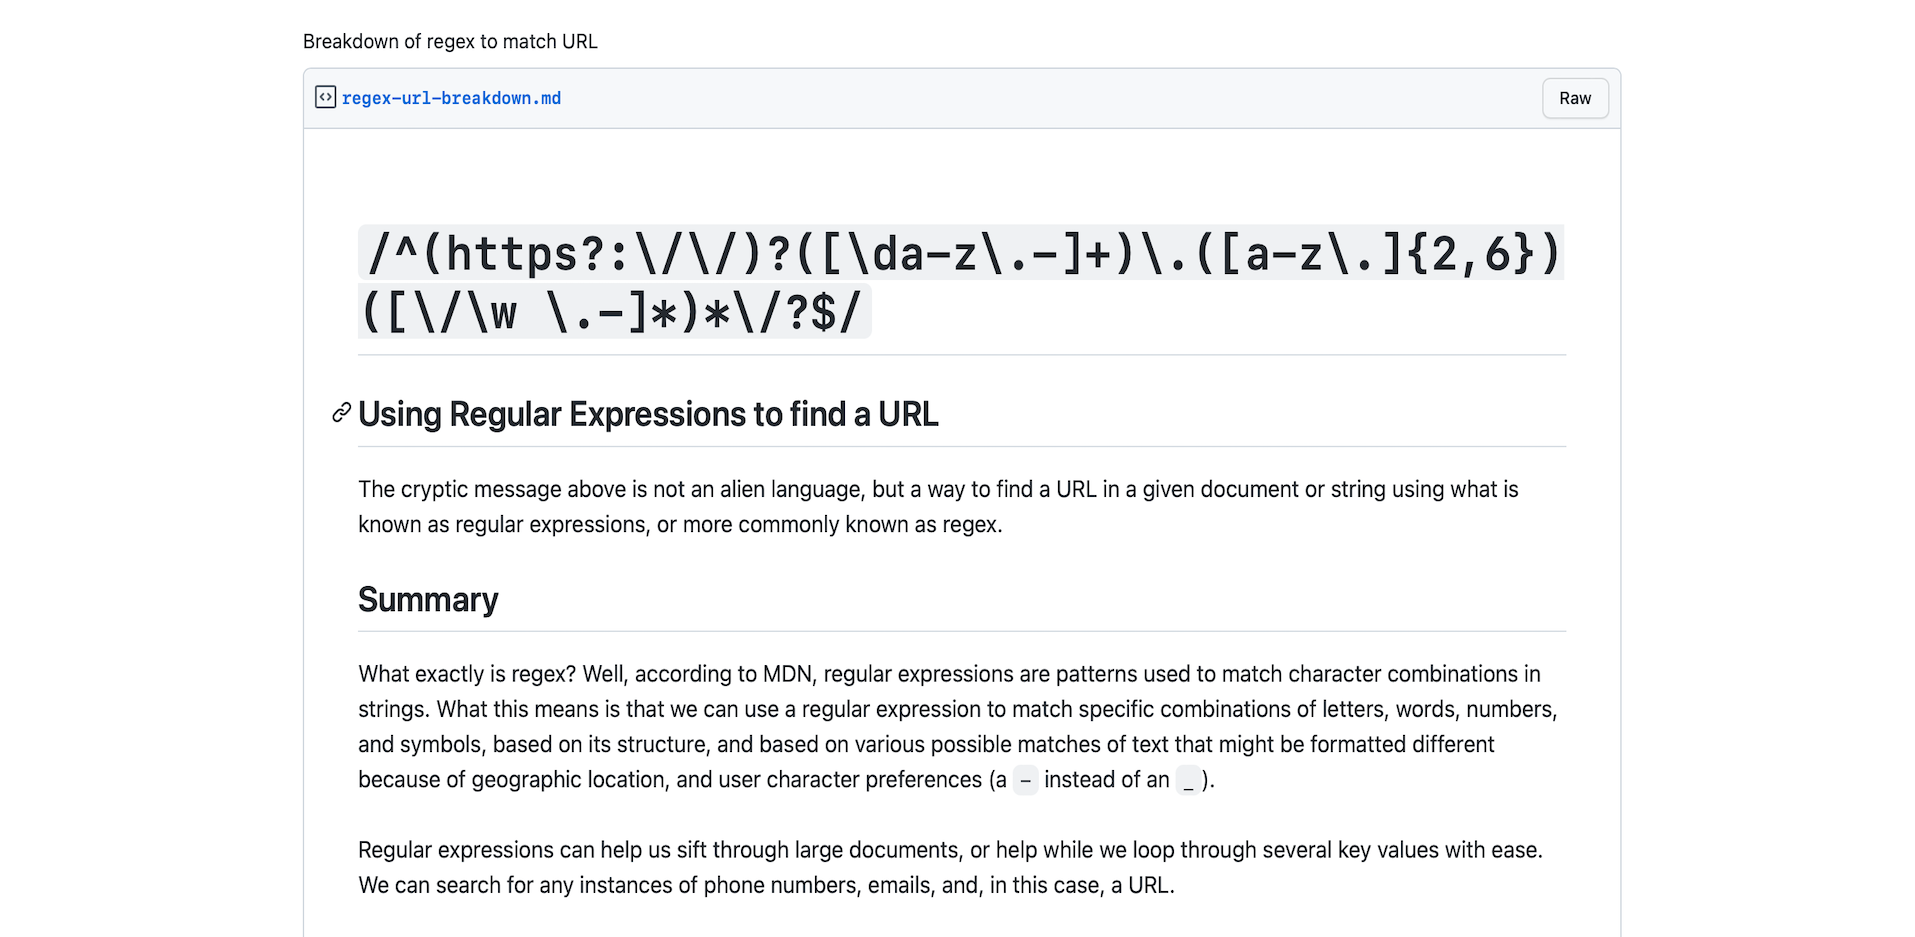 Breakdown of regex to match URL
regex-url-breakdown.md
Raw
/^(https?:\/\/)?([\da-z\.-]+)\.([a-z\.]{2,6})
([\/\w \.-]*)*\/?$/
Using Regular Expressions to find a URL
The cryptic message above is not an alien language, but a way to find a URL in a given document or string using what is
known as regular expressions, or more commonly known as regex.
Summary
What exactly is regex? Well, according to MDN, regular expressions are patterns used to match character combinations in
strings. What this means is that we can use a regular expression to match specific combinations of letters, words, numbers,
and symbols, based on its structure, and based on various possible matches of text that might be formatted different
because of geographic location, and user character preferences (a - instead of an _ ).
Regular expressions can help us sift through large documents, or help while we loop through several key values with ease.
We can search for any instances of phone numbers, emails, and, in this case, a URL.